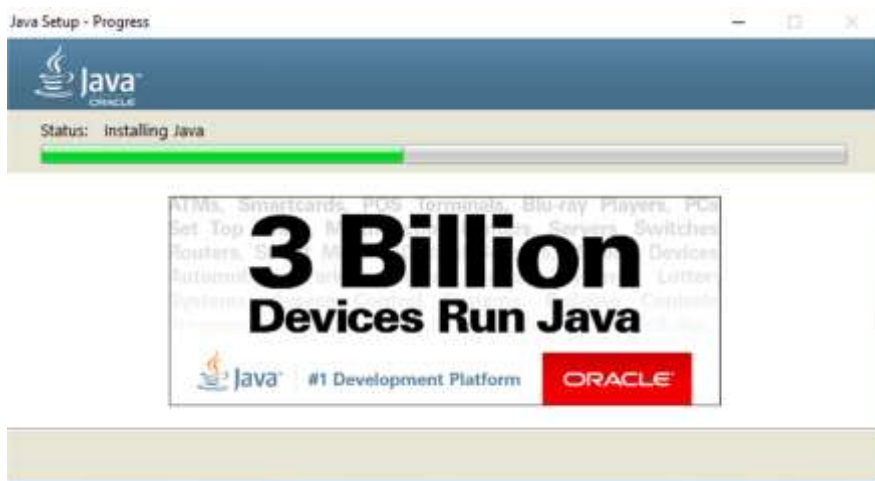 Java Setup - Progress
Java
ORACLE
Status: Installing Java
ATMs, Smartcards, POS Terminals, Blu-ray Players, PCs
Set Top Servers, Switches
Routers, Devices
Lottery
Systems, Controls
3 Billion
Devices Run Java
Java #1 Development Platform ORACLE